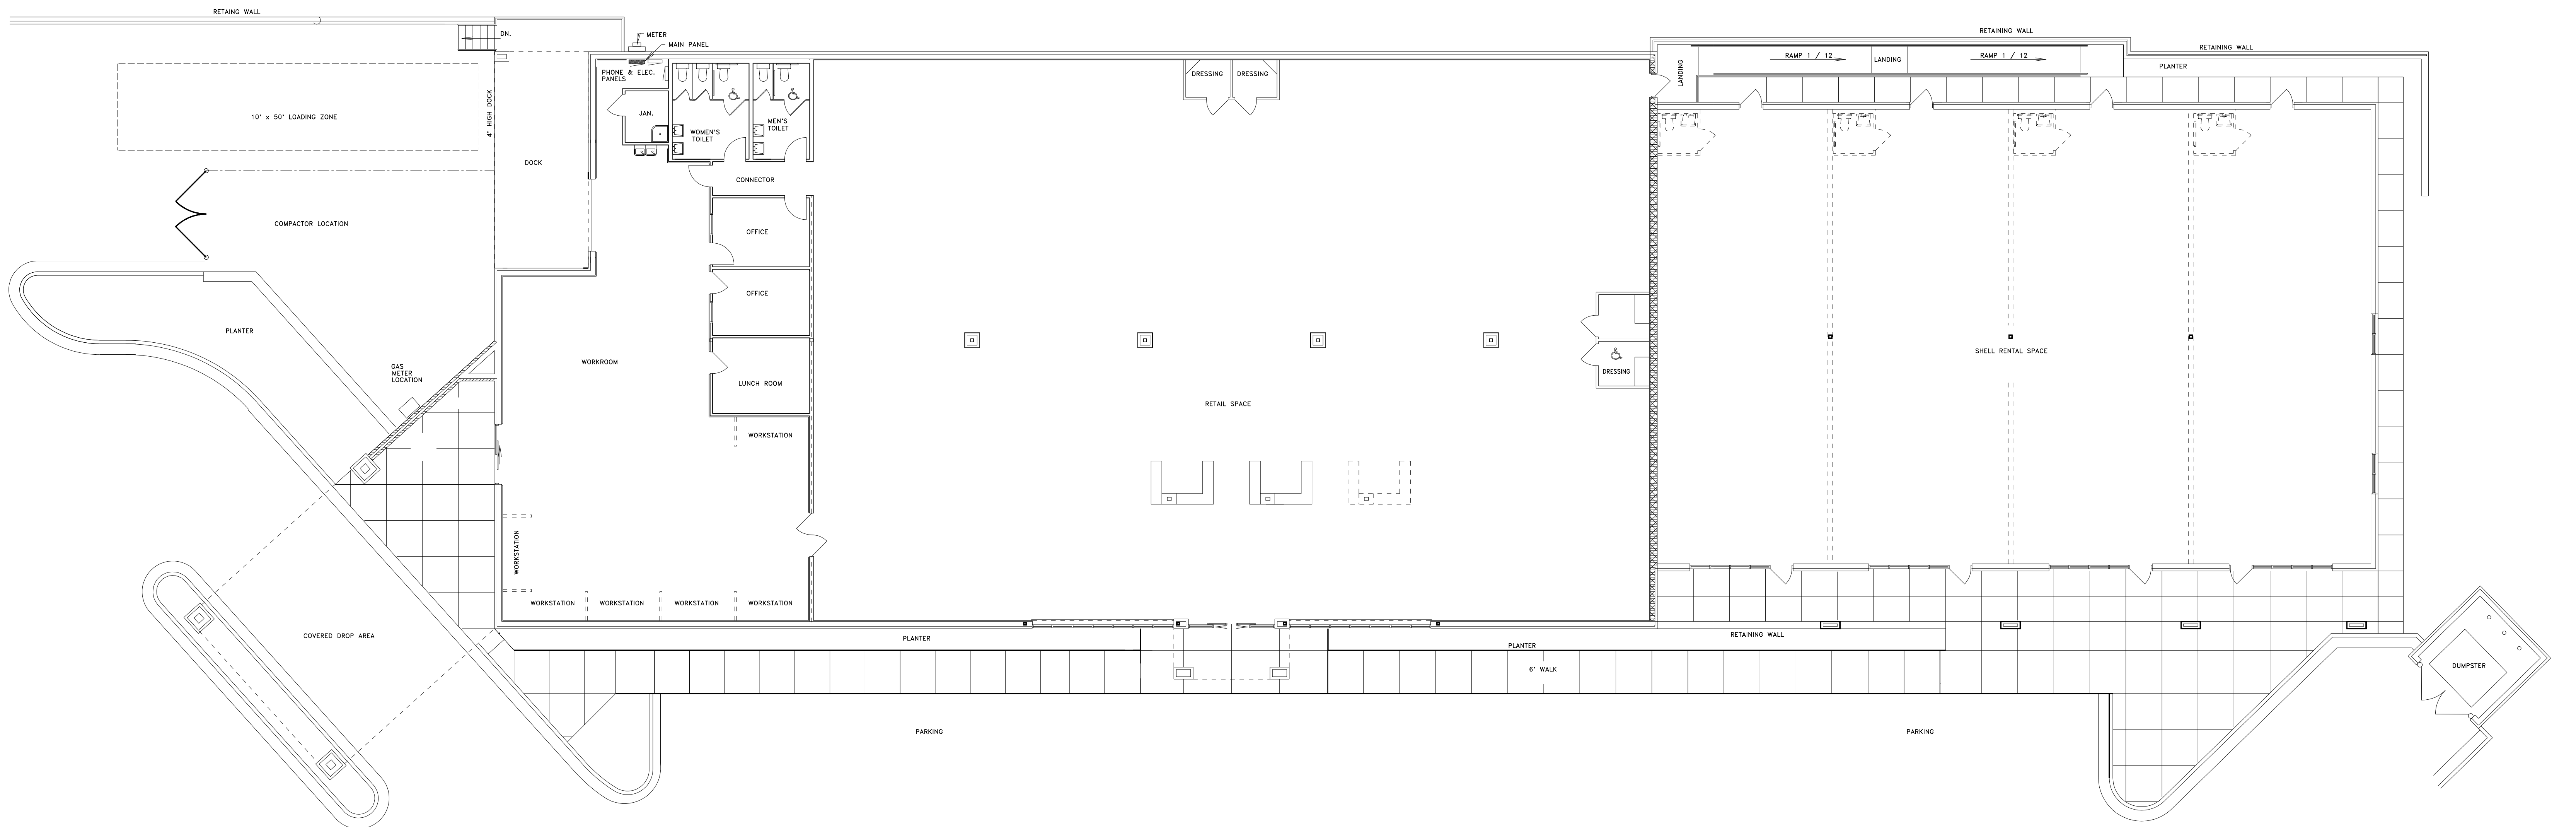 RETAING WALL
DN.
METER
MAIN PANEL
PHONE & ELEC.
PANELS
RETAINING WALL
RETAINING WALL
RAMP 1 / 12
LANDING
RAMP 1 / 12
PLANTER
LANDING
DRESSING
DRESSING
10' x 50' LOADING ZONE
4' HIGH DOCK
JAN.
WOMEN'S
TOILET
MEN'S
TOILET
DOCK
CONNECTOR
COMPACTOR LOCATION
OFFICE
OFFICE
PLANTER
GAS
METER
LOCATION
WORKROOM
LUNCH ROOM
DRESSING
SHELL RENTAL SPACE
RETAIL SPACE
WORKSTATION
WORKSTATION
WORKSTATION
WORKSTATION
WORKSTATION
WORKSTATION
COVERED DROP AREA
PLANTER
PLANTER
RETAINING WALL
6' WALK
DUMPSTER
PARKING
PARKING